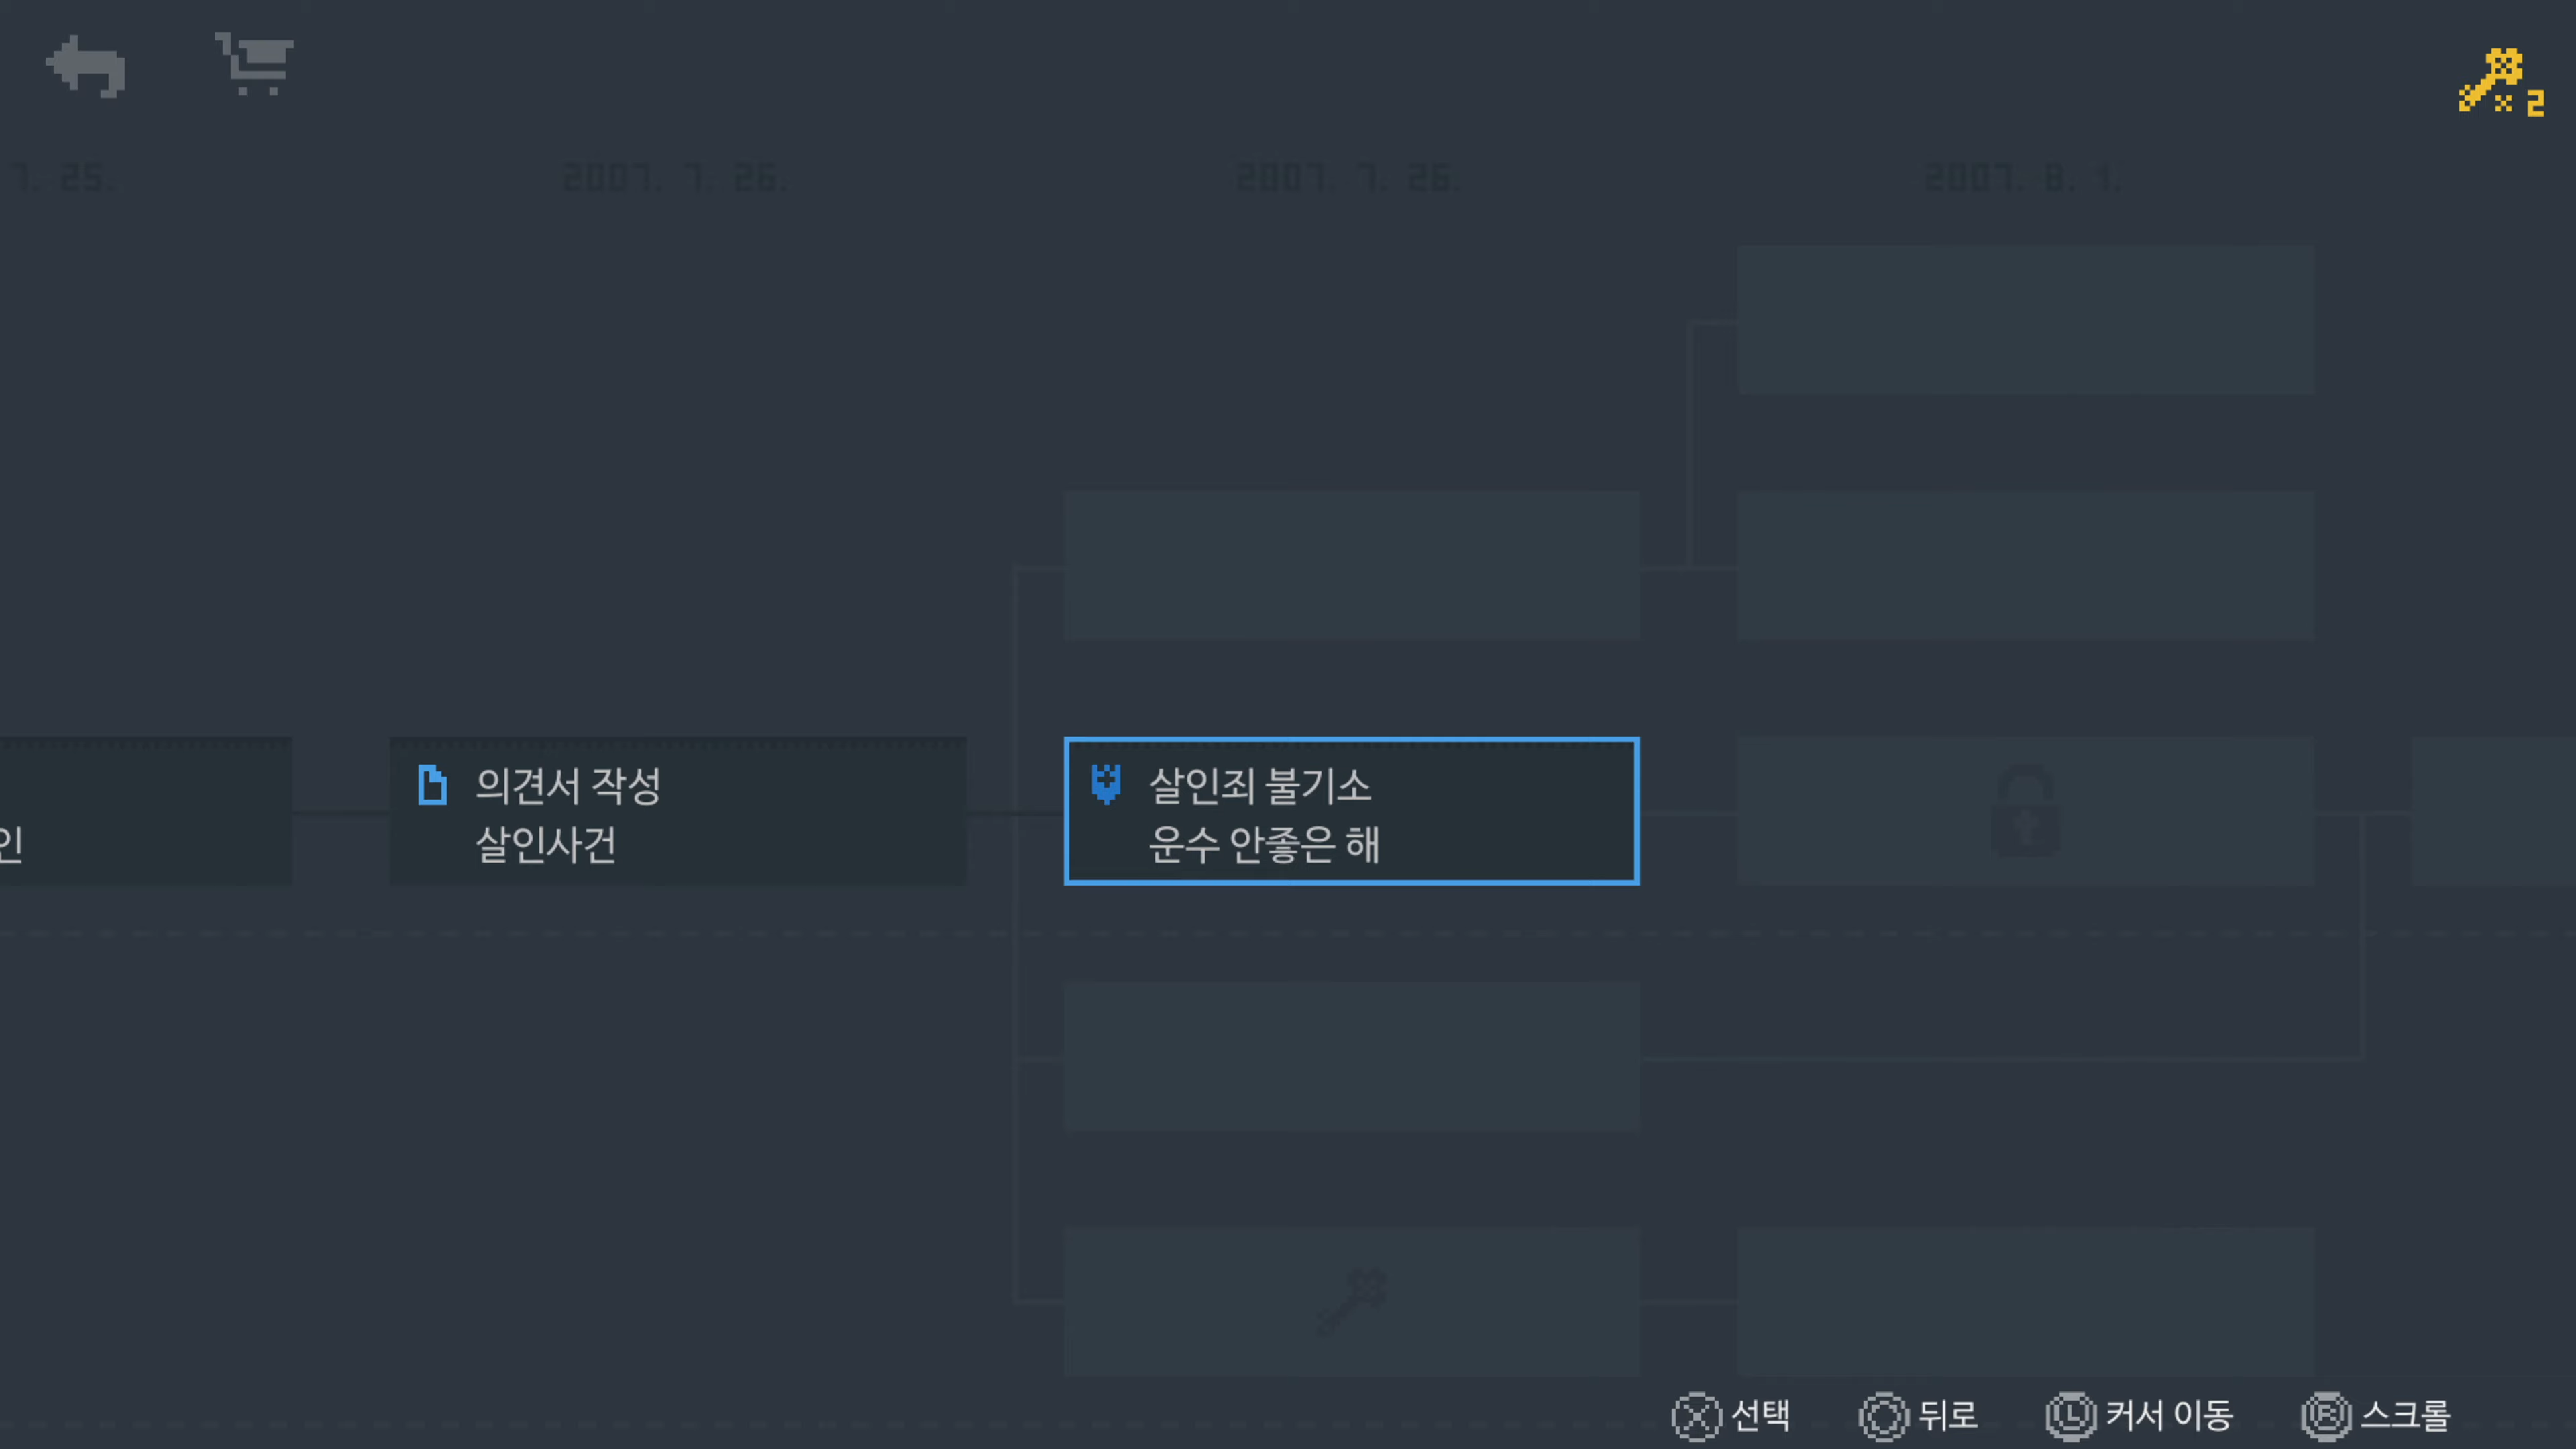 x 2
7. 25.
2007. 7. 26.
2007. 7. 26.
2007. 8. 1.
인
의견서 작성
살인사건
살인죄 불기소
운수 안좋은 해
선택
뒤로
L 커서 이동
R 스크롤